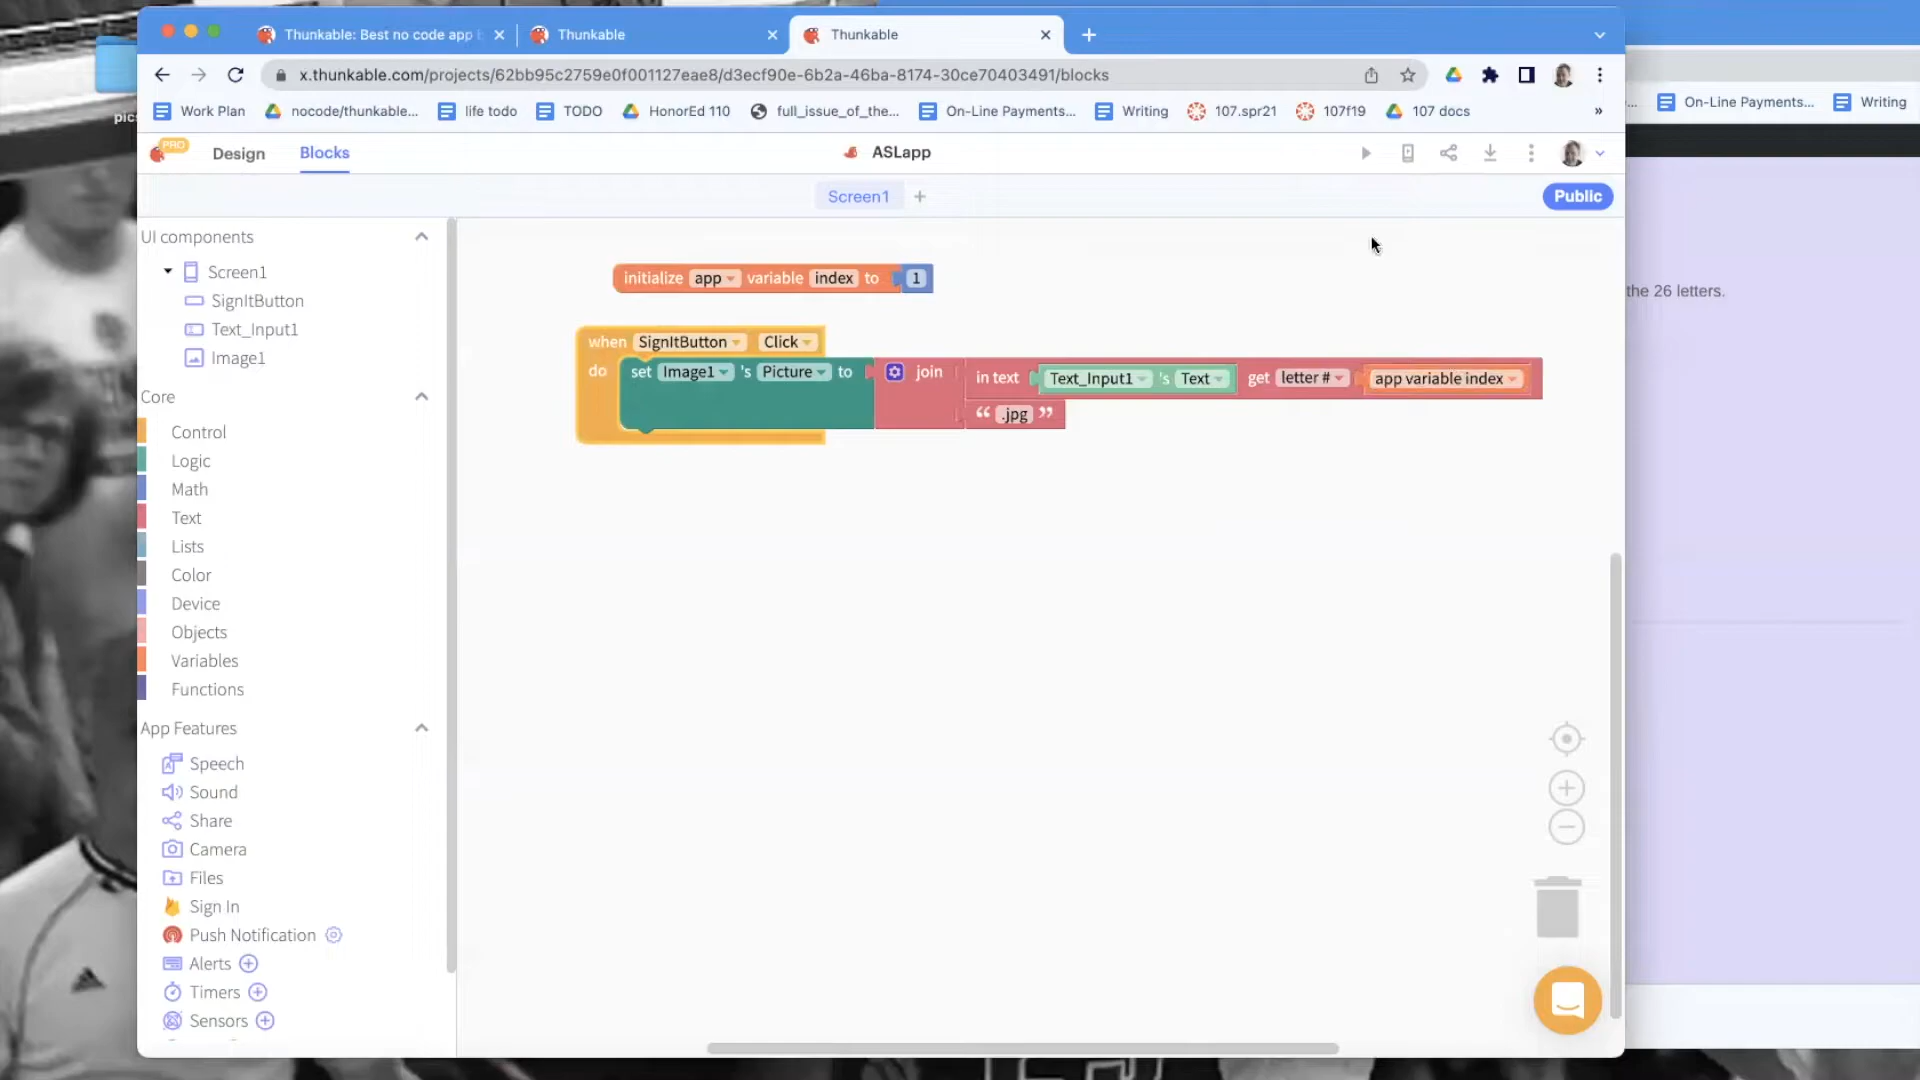 Thunkable: Best no code app b
Thunkable
Thunkable
x.thunkable.com/projects/62bb95c2759e0f001127eae8/d3ecf90e-6b2a-46ba-8174-30ce70403491/blocks
Work Plan
nocode/thunkable...
life todo
TODO
HonorEd 110
full_issue_of_the...
On-Line Payments...
Writing
107.spr21
107f19
107 docs
»
On-Line Payments...
Writing
pics
PRO
Design
Blocks
ASLapp
Screen1
Public
UI components
Screen1
SignItButton
Text_Input1
Image1
Core
Control
Logic
Math
Text
Lists
Color
Device
Objects
Variables
Functions
App Features
Speech
Sound
Share
Camera
Files
Sign In
Push Notification
Alerts
Timers
Sensors
initialize app variable index to 1
when SignItButton Click
do set Image1 's Picture to join in text Text_Input1 's Text get letter # app variable index
“ .jpg ”
the 26 letters.